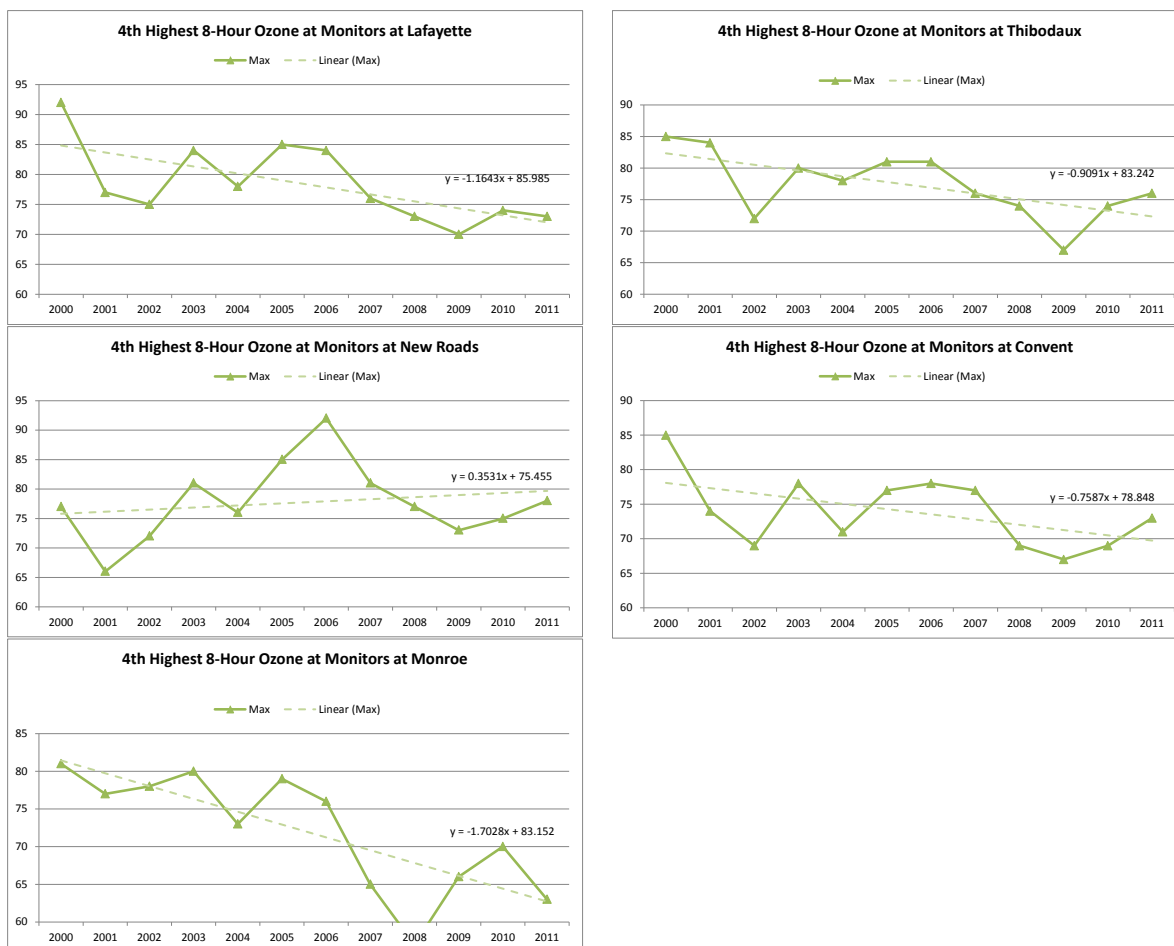 4th Highest 8-Hour Ozone at Monitors at Lafayette
Max Linear (Max)
95
90
85
80
75
70
65
60
y = -1.1643x + 85.985
2000 2001 2002 2003 2004 2005 2006 2007 2008 2009 2010 2011
4th Highest 8-Hour Ozone at Monitors at Thibodaux
Max Linear (Max)
90
85
80
75
70
65
60
y = -0.9091x + 83.242
2000 2001 2002 2003 2004 2005 2006 2007 2008 2009 2010 2011
4th Highest 8-Hour Ozone at Monitors at New Roads
Max Linear (Max)
95
90
85
80
75
70
65
60
y = 0.3531x + 75.455
2000 2001 2002 2003 2004 2005 2006 2007 2008 2009 2010 2011
4th Highest 8-Hour Ozone at Monitors at Convent
Max Linear (Max)
90
85
80
75
70
65
60
y = -0.7587x + 78.848
2000 2001 2002 2003 2004 2005 2006 2007 2008 2009 2010 2011
4th Highest 8-Hour Ozone at Monitors at Monroe
Max Linear (Max)
85
80
75
70
65
60
y = -1.7028x + 83.152
2000 2001 2002 2003 2004 2005 2006 2007 2008 2009 2010 2011